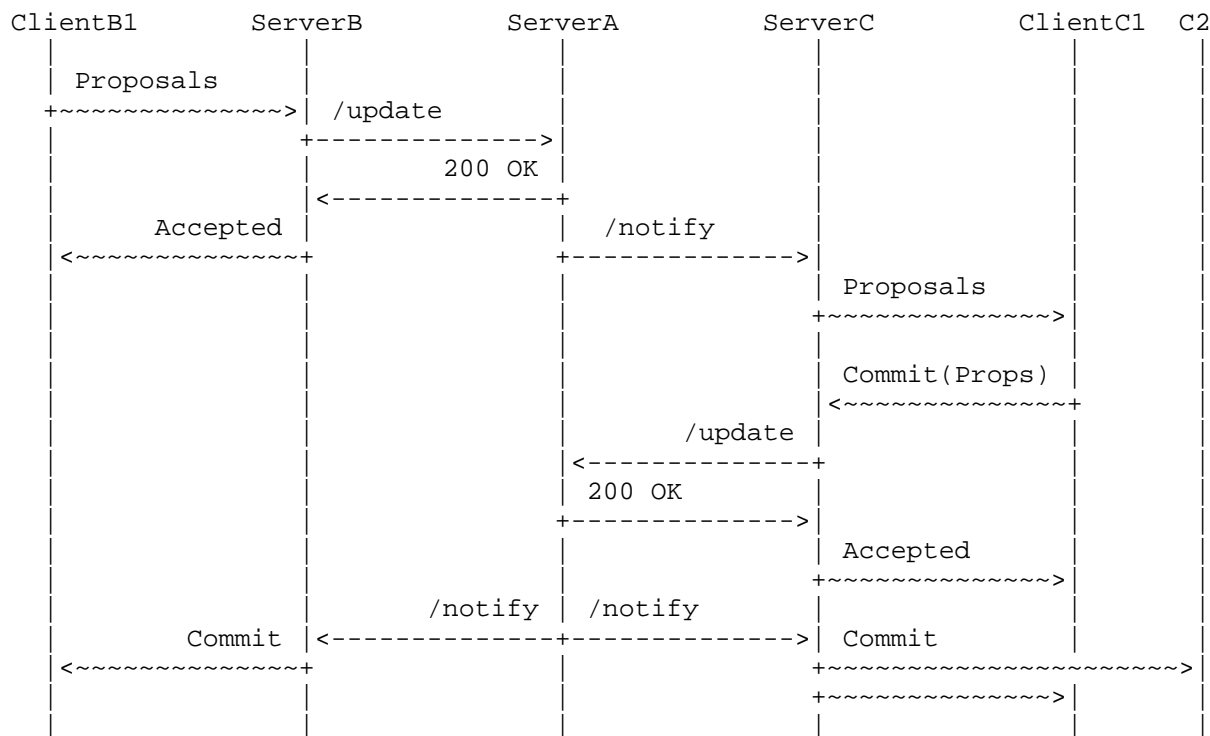 ClientB1 ServerB ServerA ServerC ClientC1 C2
Proposals
/update
200 OK
Accepted /notify
Proposals
Commit(Props)
/update
200 OK
Accepted
/notify /notify
Commit Commit